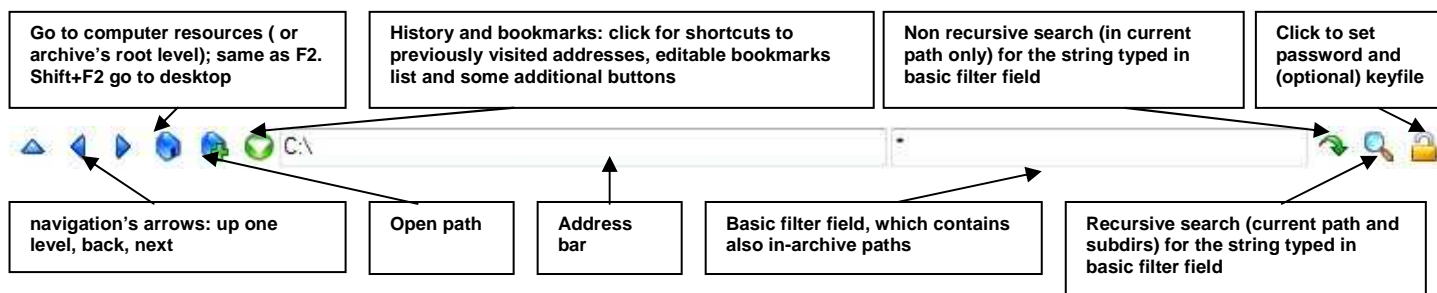 Go to computer resources ( or
archive's root level); same as F2.
Shift+F2 go to desktop
History and bookmarks: click for shortcuts to
previously visited addresses, editable bookmarks
list and some additional buttons
Non recursive search (in current
path only) for the string typed in
basic filter field
Click to set
password and
(optional) keyfile
C:\
*
navigation's arrows: up one
level, back, next
Open path
Address
bar
Basic filter field, which contains
also in-archive paths
Recursive search (current path and
subdirs) for the string typed in
basic filter field